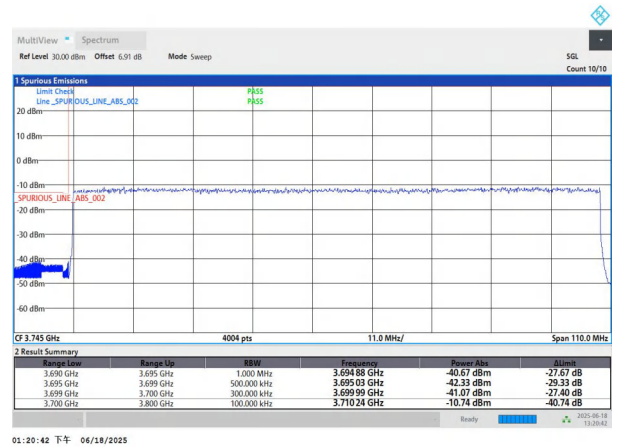 MultiView Spectrum
Ref Level 30.00 dBm Offset 6.91 dB Mode Sweep SGL
Count 10/10
1 Spurious Emissions
Limit Check PASS
Line _SPURIOUS_LINE_ABS_002 PASS
20 dBm
10 dBm
0 dBm
-10 dBm
_SPURIOUS_LINE_ABS_002
-20 dBm
-30 dBm
-40 dBm
-50 dBm
-60 dBm
CF 3.745 GHz 4004 pts 11.0 MHz/ Span 110.0 MHz
2 Result Summary
Range Low Range Up RBW Frequency Power Abs ΔLimit
3.690 GHz 3.695 GHz 1.000 MHz 3.694 88 GHz -40.67 dBm -27.67 dB
3.695 GHz 3.699 GHz 500.000 kHz 3.695 03 GHz -42.33 dBm -29.33 dB
3.699 GHz 3.700 GHz 300.000 kHz 3.699 99 GHz -41.07 dBm -27.40 dB
3.700 GHz 3.800 GHz 100.000 kHz 3.710 24 GHz -10.74 dBm -40.74 dB
Ready 2025-06-18
13:20:42
01:20:42 下午 06/18/2025